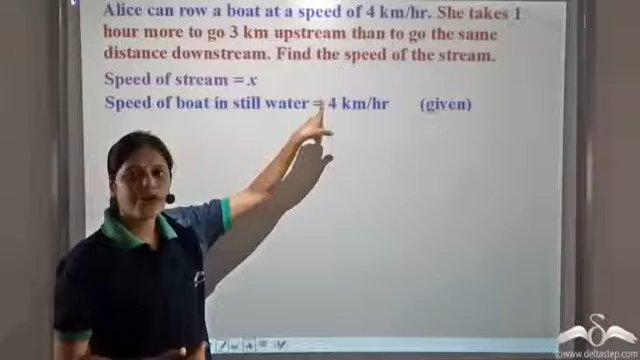 Alice can row a boat at a speed of 4 km/hr. She takes 1
hour more to go 3 km upstream than to go the same
distance downstream. Find the speed of the stream.
Speed of stream = x
Speed of boat in still water = 4 km/hr (given)
©www.deltastep.com